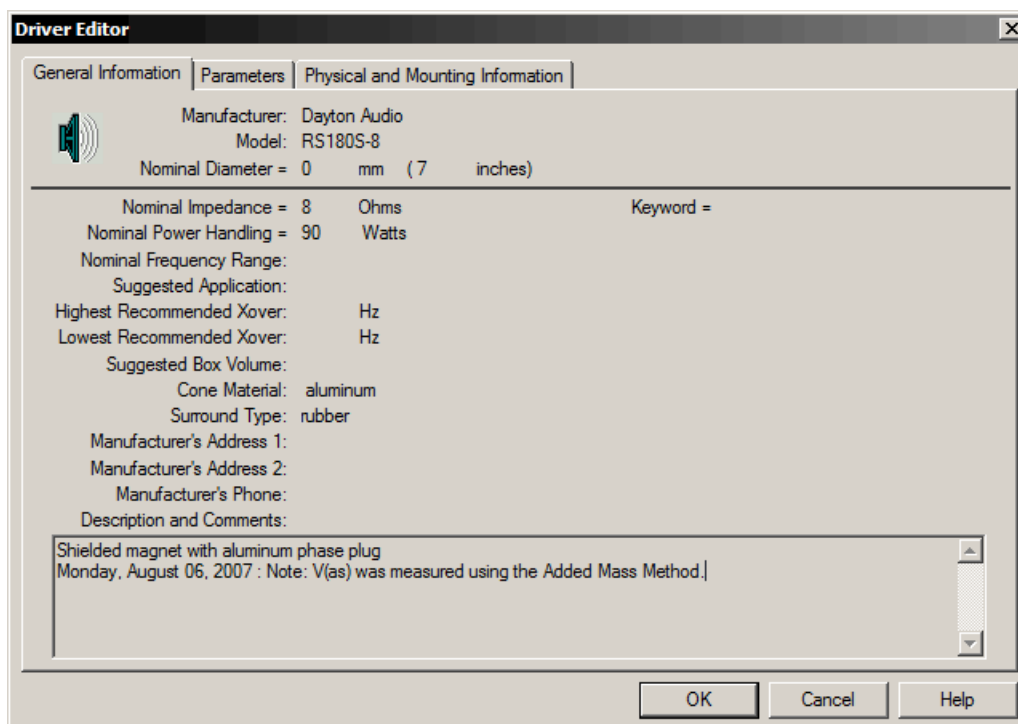 Driver Editor
General Information Parameters Physical and Mounting Information
Manufacturer: Dayton Audio
Model: RS180S-8
Nominal Diameter = 0 mm ( 7 inches)
Nominal Impedance = 8 Ohms Keyword =
Nominal Power Handling = 90 Watts
Nominal Frequency Range:
Suggested Application:
Highest Recommended Xover: Hz
Lowest Recommended Xover: Hz
Suggested Box Volume:
Cone Material: aluminum
Surround Type: rubber
Manufacturer's Address 1:
Manufacturer's Address 2:
Manufacturer's Phone:
Description and Comments:
Shielded magnet with aluminum phase plug
Monday, August 06, 2007 : Note: V(as) was measured using the Added Mass Method.
OK Cancel Help